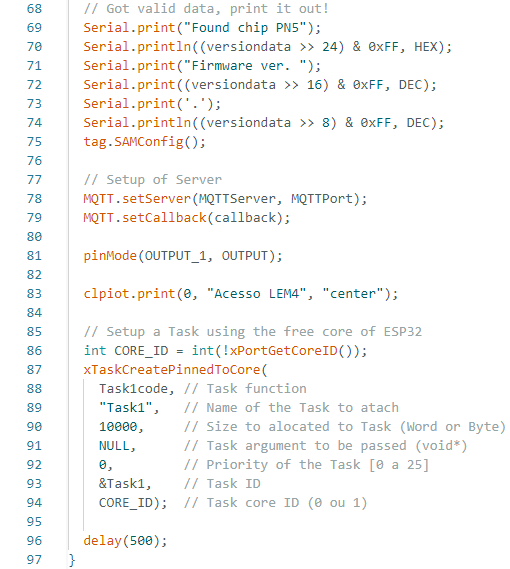 68 // Got valid data, print it out!
69 Serial.print("Found chip PN5");
70 Serial.println((versiondata >> 24) & 0xFF, HEX);
71 Serial.print("Firmware ver. ");
72 Serial.print((versiondata >> 16) & 0xFF, DEC);
73 Serial.print('.');
74 Serial.println((versiondata >> 8) & 0xFF, DEC);
75 tag.SAMConfig();
76
77 // Setup of Server
78 MQTT.setServer(MQTTServer, MQTTPort);
79 MQTT.setCallback(callback);
80
81 pinMode(OUTPUT_1, OUTPUT);
82
83 clpiot.print(0, "Acesso LEM4", "center");
84
85 // Setup a Task using the free core of ESP32
86 int CORE_ID = int(!xPortGetCoreID());
87 xTaskCreatePinnedToCore(
88 Task1code, // Task function
89 "Task1", // Name of the Task to atach
90 10000, // Size to alocated to Task (Word or Byte)
91 NULL, // Task argument to be passed (void*)
92 0, // Priority of the Task [0 a 25]
93 &Task1, // Task ID
94 CORE_ID); // Task core ID (0 ou 1)
95
96 delay(500);
97 }